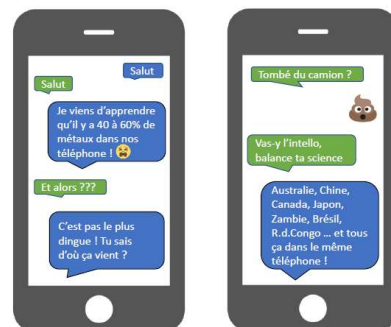 Salut
Salut
Je viens d'apprendre
qu'il y a 40 à 60% de
métaux dans nos
téléphone !
Et alors ???
C'est pas le plus
dingue ! Tu sais
d'où ça vient ?
Tombé du camion ?
Vas-y l'intello,
balance ta science
Australie, Chine,
Canada, Japon,
Zambie, Brésil,
R.d.Congo ... et tous
ça dans le même
téléphone !